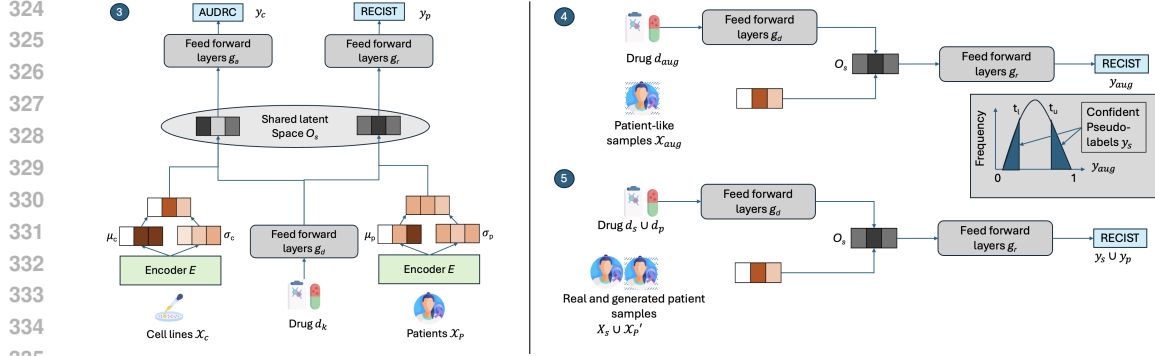 324
325
326
327
328
329
330
331
332
333
334
3
AUDRC y_c
RECIST y_p
Feed forward
layers g_a
Feed forward
layers g_r
Shared latent
Space O_s
μ_c
σ_c
μ_p
σ_p
Encoder E
Feed forward
layers g_d
Encoder E
Cell lines 𝒳_c
Drug d_k
Patients 𝒳_P
4
Feed forward
layers g_d
Drug d_aug
O_s
Feed forward
layers g_r
RECIST
y_aug
Patient-like
samples 𝒳_aug
Frequency
t_l
t_u
Confident
Pseudo-
labels y_s
0
1
y_aug
5
Feed forward
layers g_d
Drug d_s ∪ d_p
O_s
Feed forward
layers g_r
RECIST
y_s ∪ y_p
Real and generated patient
samples
X_s ∪ 𝒳_P′